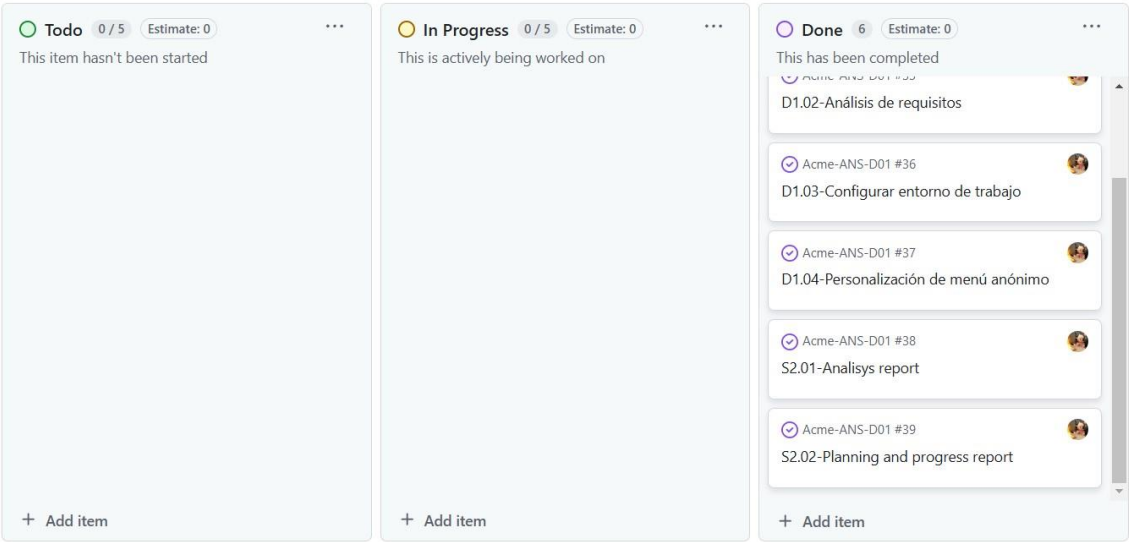 Todo 0 / 5 Estimate: 0
This item hasn't been started
Add item
In Progress 0 / 5 Estimate: 0
This is actively being worked on
Add item
Done 6 Estimate: 0
This has been completed
Acme-ANS-D01 #35
D1.02-Análisis de requisitos
Acme-ANS-D01 #36
D1.03-Configurar entorno de trabajo
Acme-ANS-D01 #37
D1.04-Personalización de menú anónimo
Acme-ANS-D01 #38
S2.01-Analisys report
Acme-ANS-D01 #39
S2.02-Planning and progress report
Add item